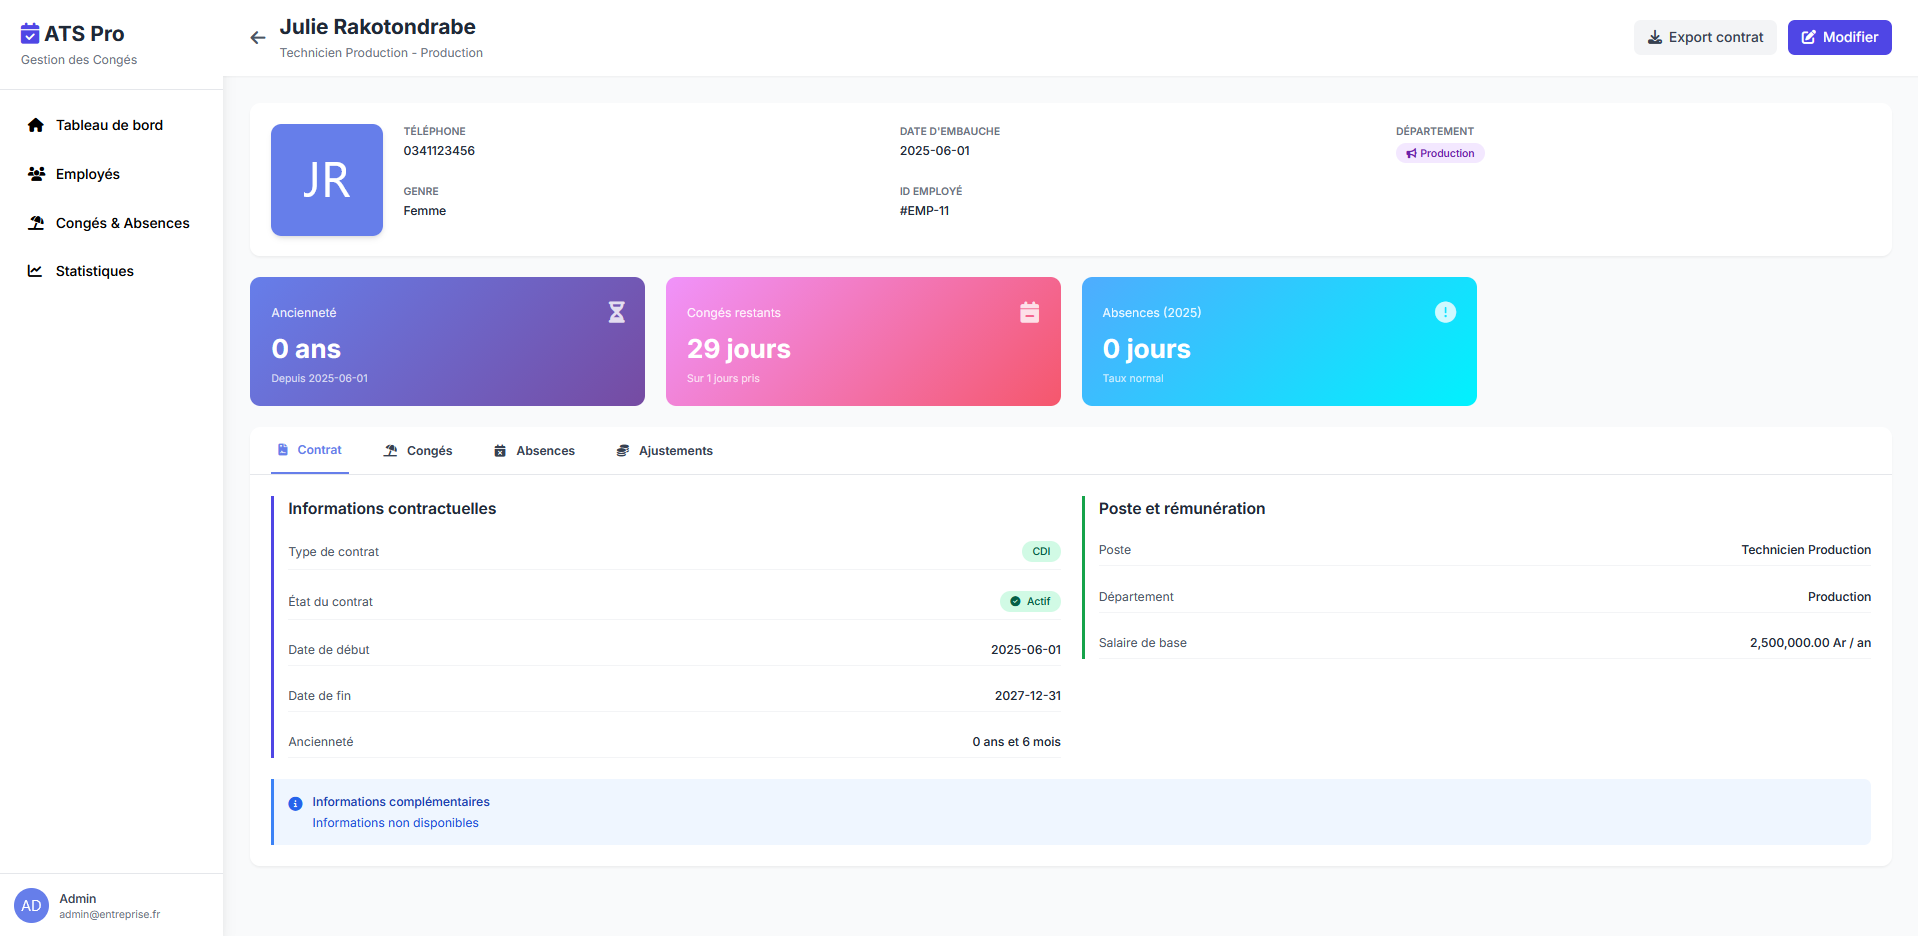 ATS Pro
Gestion des Congés
Tableau de bord
Employés
Congés & Absences
Statistiques
AD
Admin
admin@entreprise.fr
Julie Rakotondrabe
Technicien Production - Production
Export contrat
Modifier
JR
TÉLÉPHONE
0341123456
DATE D'EMBAUCHE
2025-06-01
DÉPARTEMENT
Production
GENRE
Femme
ID EMPLOYÉ
#EMP-11
Ancienneté
0 ans
Depuis 2025-06-01
Congés restants
29 jours
Sur 1 jours pris
Absences (2025)
0 jours
Taux normal
Contrat
Congés
Absences
Ajustements
Informations contractuelles
Type de contrat
CDI
État du contrat
Actif
Date de début
2025-06-01
Date de fin
2027-12-31
Ancienneté
0 ans et 6 mois
Poste et rémunération
Poste
Technicien Production
Département
Production
Salaire de base
2,500,000.00 Ar / an
Informations complémentaires
Informations non disponibles